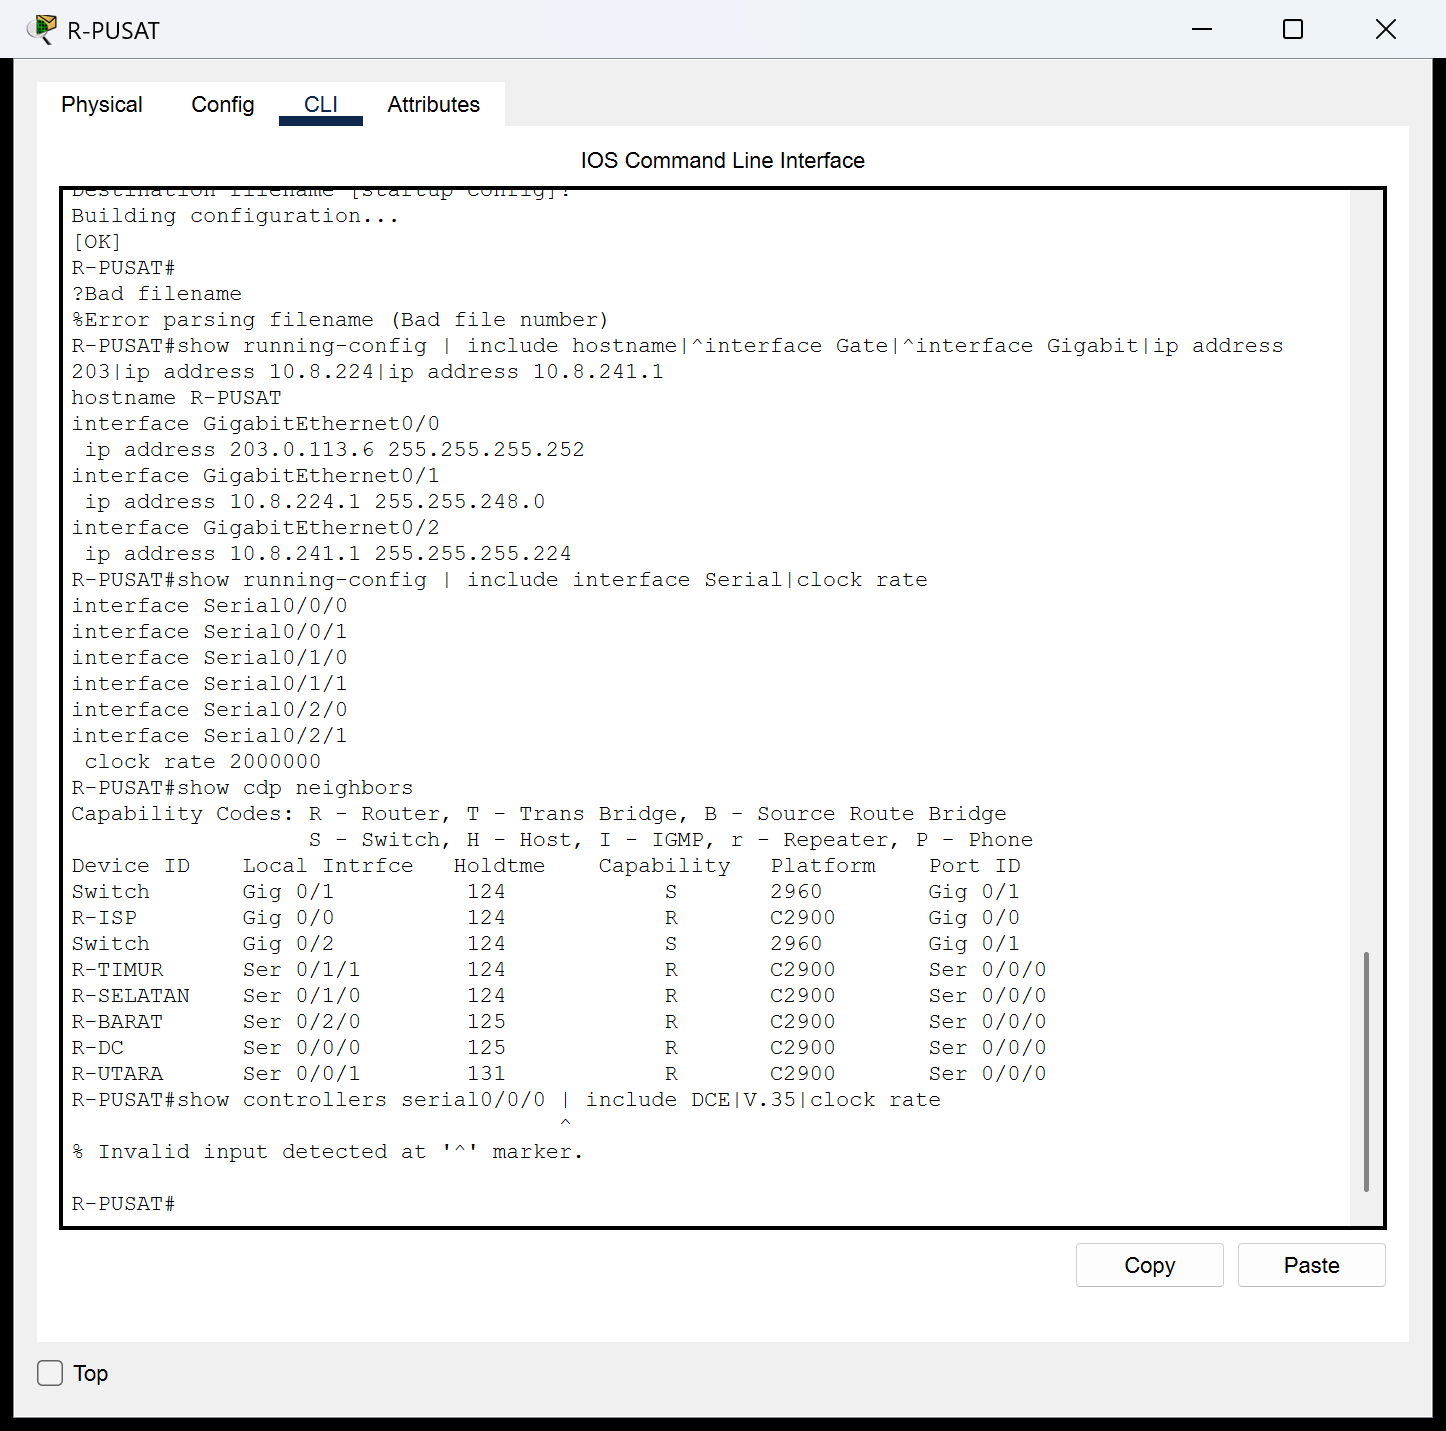 R-PUSAT
Physical Config CLI Attributes
IOS Command Line Interface
Destination filename [startup-config]?
Building configuration...
[OK]
R-PUSAT#
?Bad filename
%Error parsing filename (Bad file number)
R-PUSAT#show running-config | include hostname|^interface Gate|^interface Gigabit|ip address
203|ip address 10.8.224|ip address 10.8.241.1
hostname R-PUSAT
interface GigabitEthernet0/0
 ip address 203.0.113.6 255.255.255.252
interface GigabitEthernet0/1
 ip address 10.8.224.1 255.255.248.0
interface GigabitEthernet0/2
 ip address 10.8.241.1 255.255.255.224
R-PUSAT#show running-config | include interface Serial|clock rate
interface Serial0/0/0
interface Serial0/0/1
interface Serial0/1/0
interface Serial0/1/1
interface Serial0/2/0
interface Serial0/2/1
 clock rate 2000000
R-PUSAT#show cdp neighbors
Capability Codes: R - Router, T - Trans Bridge, B - Source Route Bridge
                  S - Switch, H - Host, I - IGMP, r - Repeater, P - Phone
Device ID    Local Intrfce   Holdtme    Capability   Platform    Port ID
Switch       Gig 0/1          124            S       2960        Gig 0/1
R-ISP        Gig 0/0          124            R       C2900       Gig 0/0
Switch       Gig 0/2          124            S       2960        Gig 0/1
R-TIMUR      Ser 0/1/1        124            R       C2900       Ser 0/0/0
R-SELATAN    Ser 0/1/0        124            R       C2900       Ser 0/0/0
R-BARAT      Ser 0/2/0        125            R       C2900       Ser 0/0/0
R-DC         Ser 0/0/0        125            R       C2900       Ser 0/0/0
R-UTARA      Ser 0/0/1        131            R       C2900       Ser 0/0/0
R-PUSAT#show controllers serial0/0/0 | include DCE|V.35|clock rate
                                     ^
% Invalid input detected at '^' marker.
R-PUSAT#
Copy Paste
Top